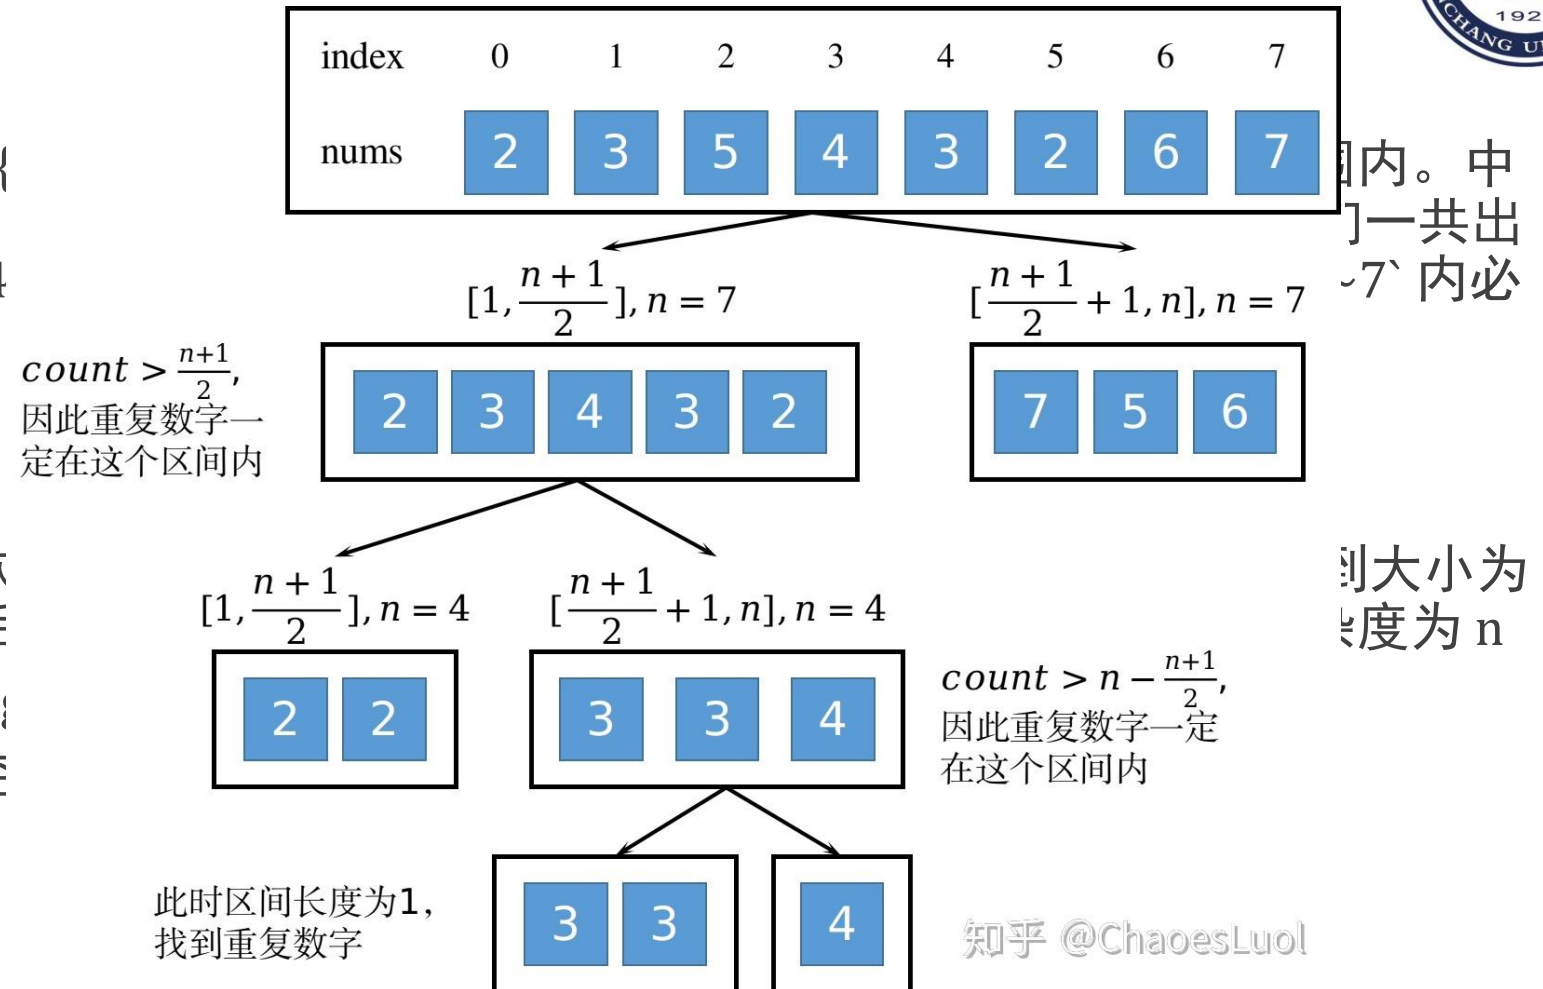 192
NCHANG U
index 0 1 2 3 4 5 6 7
nums 2 3 5 4 3 2 6 7
内。中
一共出
~7` 内必
[1, (n + 1)/2], n = 7
[(n + 1)/2 + 1, n], n = 7
count > (n+1)/2,
因此重复数字一
定在这个区间内
2 3 4 3 2
7 5 6
到大小为
度为 n
[1, (n + 1)/2], n = 4
[(n + 1)/2 + 1, n], n = 4
2 2
3 3 4
count > n − (n+1)/2,
因此重复数字一定
在这个区间内
此时区间长度为1,
找到重复数字
3 3
4
知乎 @ChaoesLuol